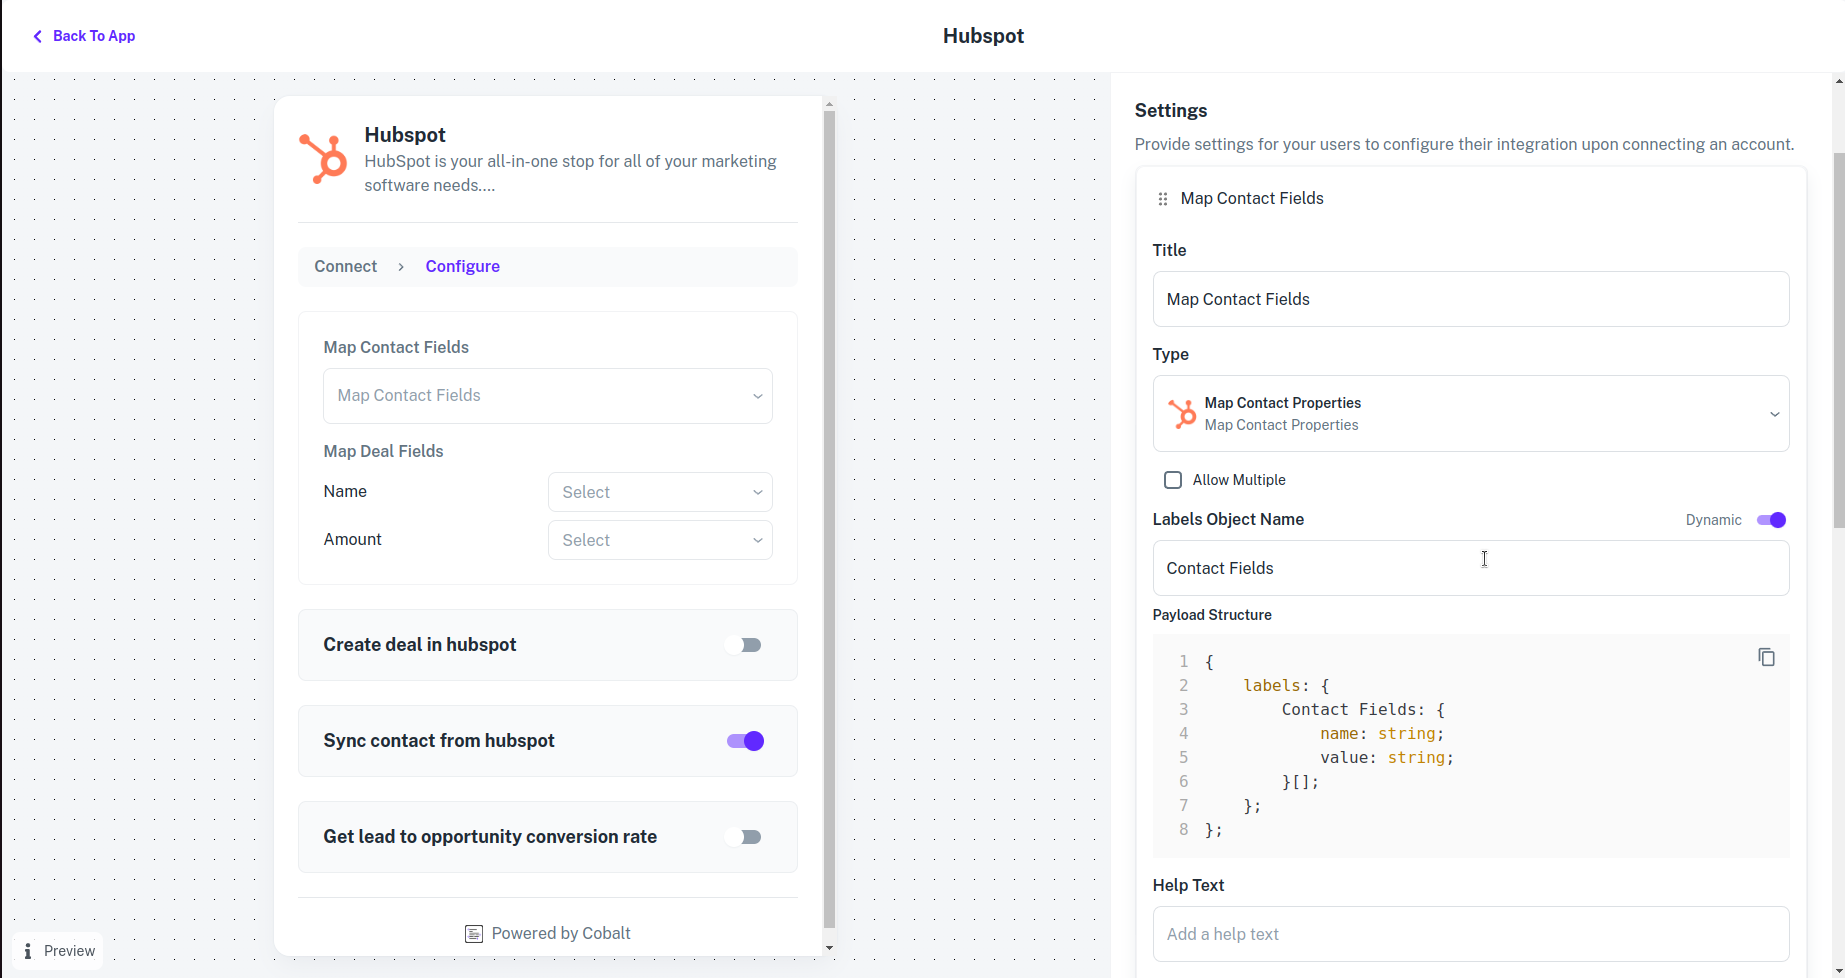 Back To App
Hubspot
Hubspot
HubSpot is your all-in-one stop for all of your marketing
software needs....
Connect
Configure
Map Contact Fields
Map Contact Fields
Map Deal Fields
Name
Select
Amount
Select
Create deal in hubspot
Sync contact from hubspot
Get lead to opportunity conversion rate
Powered by Cobalt
Preview
Settings
Provide settings for your users to configure their integration upon connecting an account.
Map Contact Fields
Title
Map Contact Fields
Type
Map Contact Properties
Map Contact Properties
Allow Multiple
Labels Object Name
Dynamic
Contact Fields
Payload Structure
1 {
2     labels: {
3         Contact Fields: {
4             name: string;
5             value: string;
6         }[];
7     };
8 };
Help Text
Add a help text